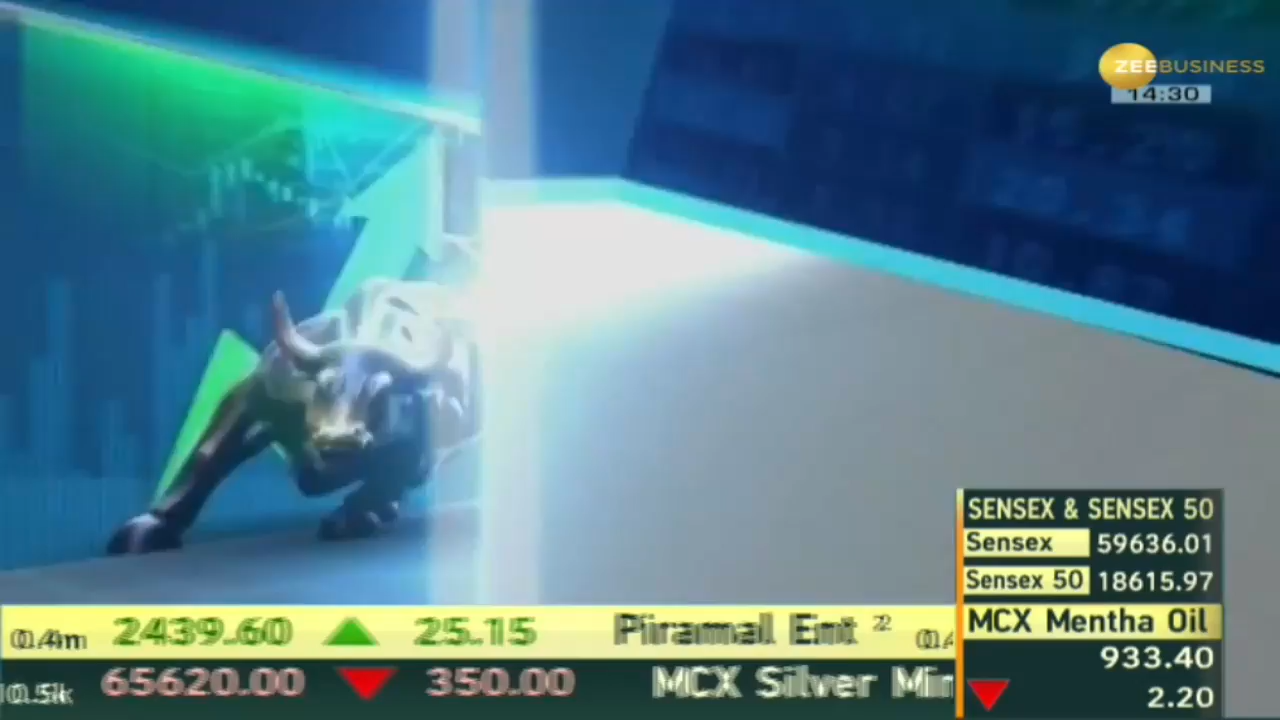 ZEEBUSINESS
14:30
SENSEX & SENSEX 50
Sensex 59636.01
Sensex 50 18615.97
MCX Mentha Oil
933.40
2.20
0.4m 2439.60 25.15 Piramal Ent
65620.00 350.00 MCX Silver Min